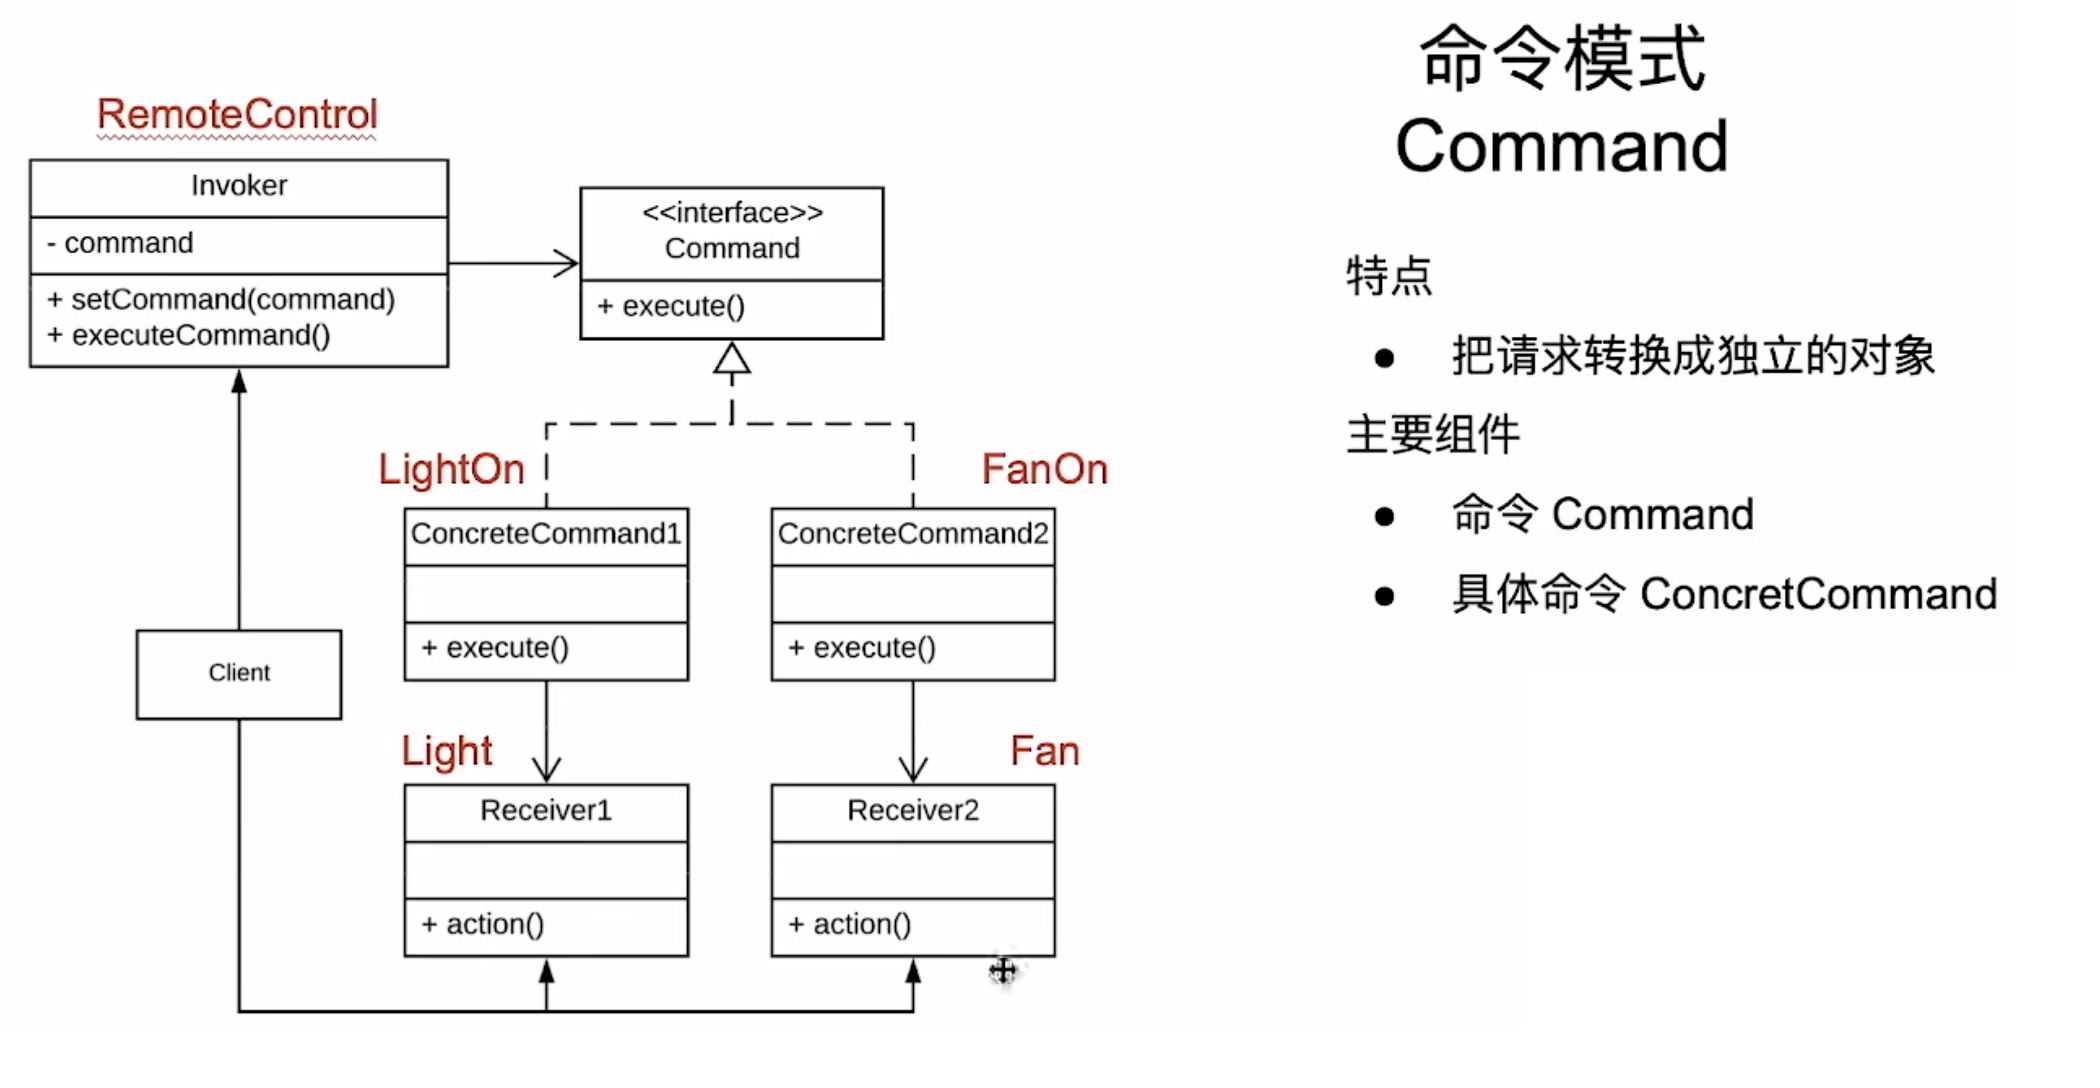 命令模式
Command
RemoteControl
Invoker
- command
+ setCommand(command)
+ executeCommand()
<<interface>>
Command
+ execute()
LightOn
FanOn
ConcreteCommand1
+ execute()
ConcreteCommand2
+ execute()
Client
Light
Fan
Receiver1
+ action()
Receiver2
+ action()
特点
● 把请求转换成独立的对象
主要组件
● 命令 Command
● 具体命令 ConcretCommand